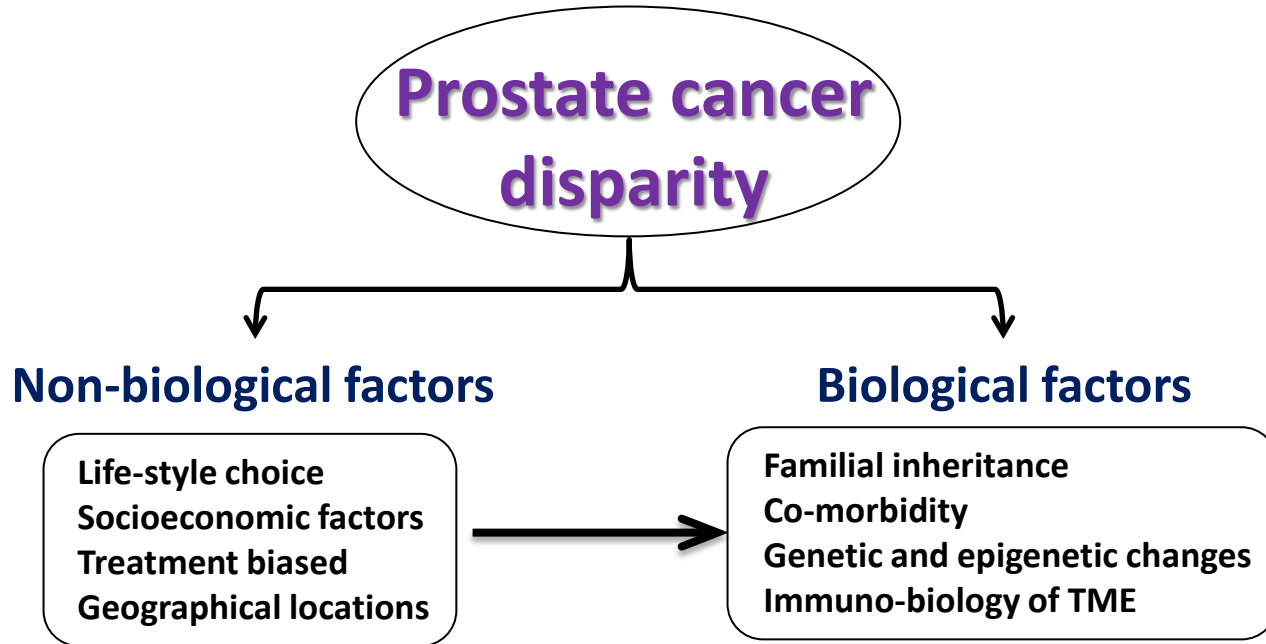 Prostate cancer
disparity
Non-biological factors
Life-style choice
Socioeconomic factors
Treatment biased
Geographical locations
Biological factors
Familial inheritance
Co-morbidity
Genetic and epigenetic changes
Immuno-biology of TME